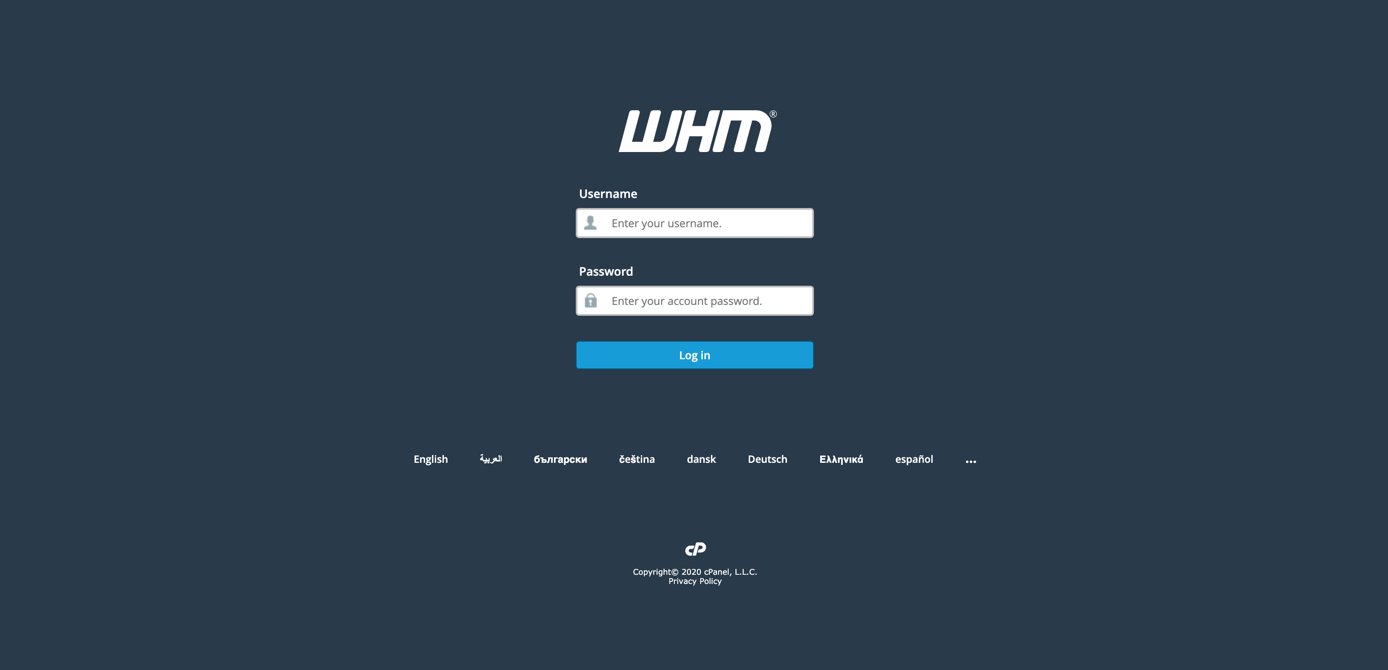 WHM®
Username
Enter your username.
Password
Enter your account password.
Log in
English العربية български čeština dansk Deutsch Ελληνικά español ...
cP
Copyright© 2020 cPanel, L.L.C.
Privacy Policy